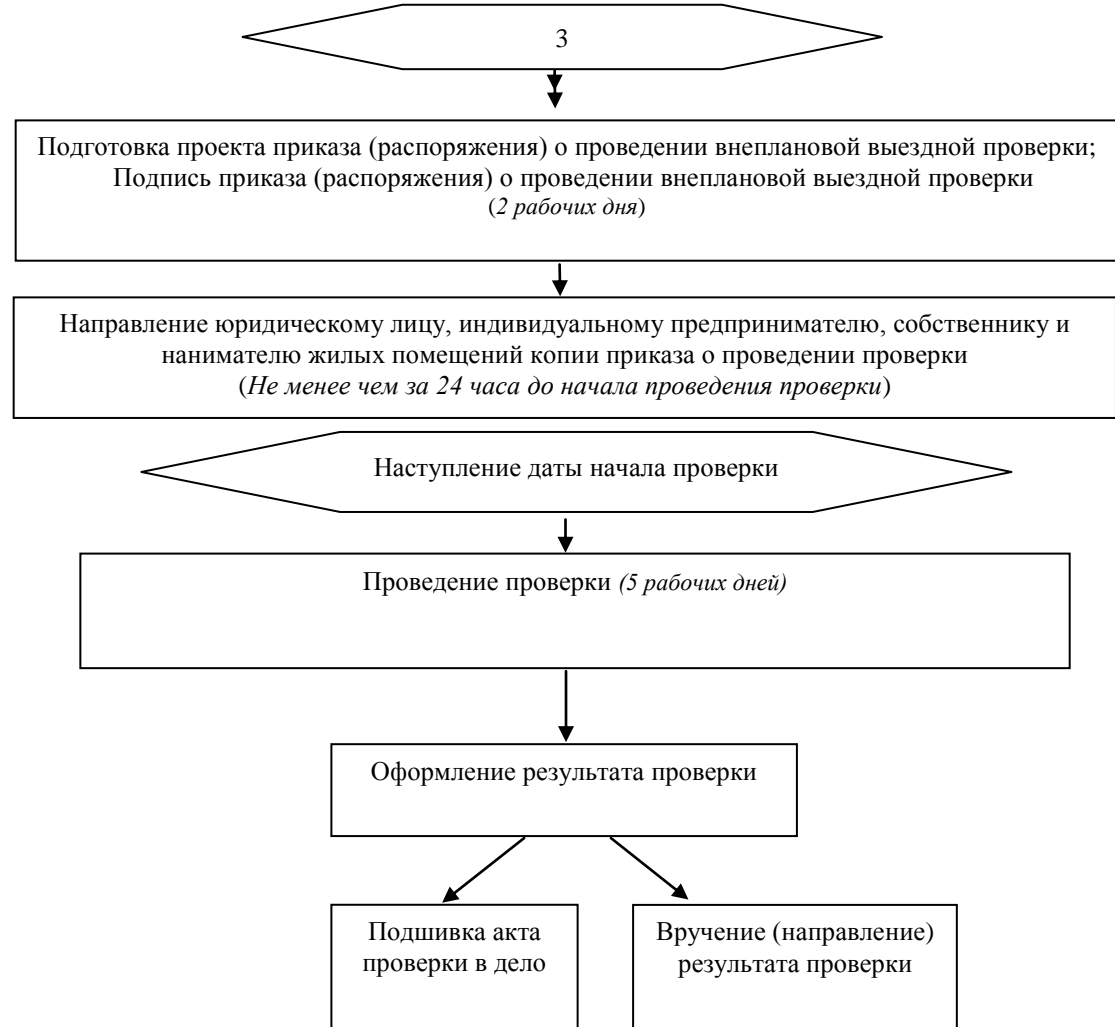 3
Подготовка проекта приказа (распоряжения) о проведении внеплановой выездной проверки;
Подпись приказа (распоряжения) о проведении внеплановой выездной проверки
(2 рабочих дня)
Направление юридическому лицу, индивидуальному предпринимателю, собственнику и
нанимателю жилых помещений копии приказа о проведении проверки
(Не менее чем за 24 часа до начала проведения проверки)
Наступление даты начала проверки
Проведение проверки (5 рабочих дней)
Оформление результата проверки
Подшивка акта
проверки в дело
Вручение (направление)
результата проверки